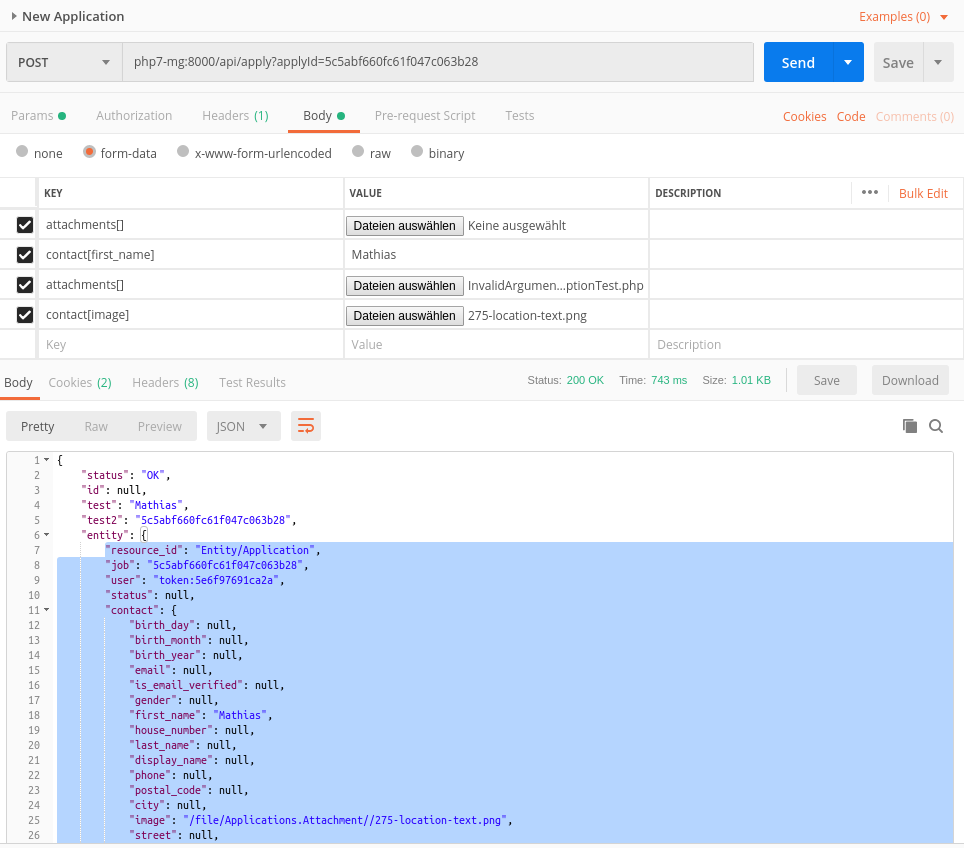 New Application Examples (0)
POST php7-mg:8000/api/apply?applyId=5c5abf660fc61f047c063b28 Send Save
Params Authorization Headers (1) Body Pre-request Script Tests Cookies Code Comments (0)
none form-data x-www-form-urlencoded raw binary
KEY VALUE DESCRIPTION ••• Bulk Edit
attachments[] Dateien auswählen Keine ausgewählt
contact[first_name] Mathias
attachments[] Dateien auswählen InvalidArgumen...ptionTest.php
contact[image] Dateien auswählen 275-location-text.png
Key Value Description
Body Cookies (2) Headers (8) Test Results Status: 200 OK Time: 743 ms Size: 1.01 KB Save Download
Pretty Raw Preview JSON
1 {
2 "status": "OK",
3 "id": null,
4 "test": "Mathias",
5 "test2": "5c5abf660fc61f047c063b28",
6 "entity": {
7 "resource_id": "Entity/Application",
8 "job": "5c5abf660fc61f047c063b28",
9 "user": "token:5e6f97691ca2a",
10 "status": null,
11 "contact": {
12 "birth_day": null,
13 "birth_month": null,
14 "birth_year": null,
15 "email": null,
16 "is_email_verified": null,
17 "gender": null,
18 "first_name": "Mathias",
19 "house_number": null,
20 "last_name": null,
21 "display_name": null,
22 "phone": null,
23 "postal_code": null,
24 "city": null,
25 "image": "/file/Applications.Attachment//275-location-text.png",
26 "street": null,